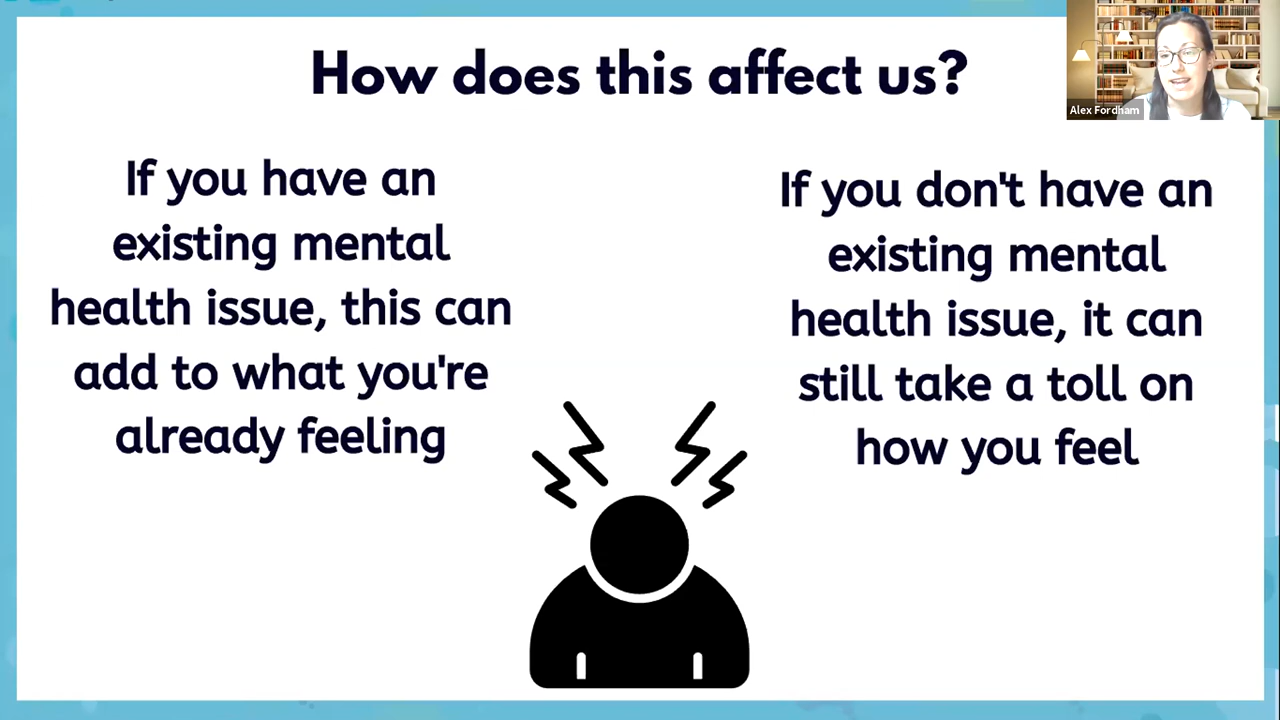 How does this affect us?
Alex Fordham
If you have an
existing mental
health issue, this can
add to what you're
already feeling
If you don't have an
existing mental
health issue, it can
still take a toll on
how you feel